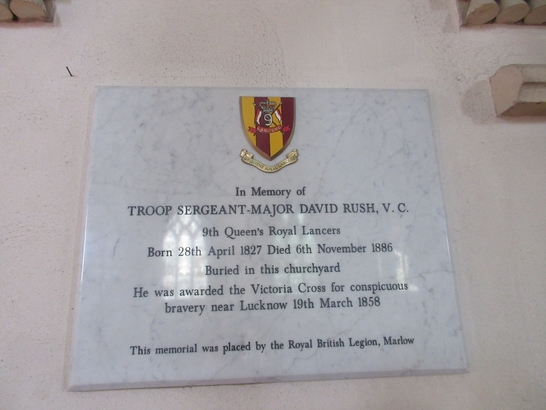 9
LANCERS
In Memory of
TROOP SERGEANT-MAJOR DAVID RUSH, V. C.
9th Queen's Royal Lancers
Born 28th April 1827 Died 6th November 1886
Buried in this churchyard
He was awarded the Victoria Cross for conspicuous
bravery near Lucknow 19th March 1858
This memorial was placed by the Royal British Legion, Marlow